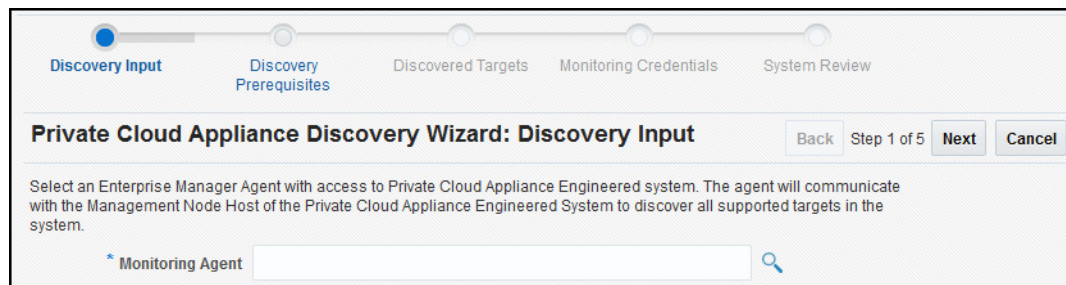 Discovery Input
Discovery
Prerequisites
Discovered Targets
Monitoring Credentials
System Review
Private Cloud Appliance Discovery Wizard: Discovery Input
Back
Step 1 of 5
Next
Cancel
Select an Enterprise Manager Agent with access to Private Cloud Appliance Engineered system. The agent will communicate
with the Management Node Host of the Private Cloud Appliance Engineered System to discover all supported targets in the
system.
* Monitoring Agent